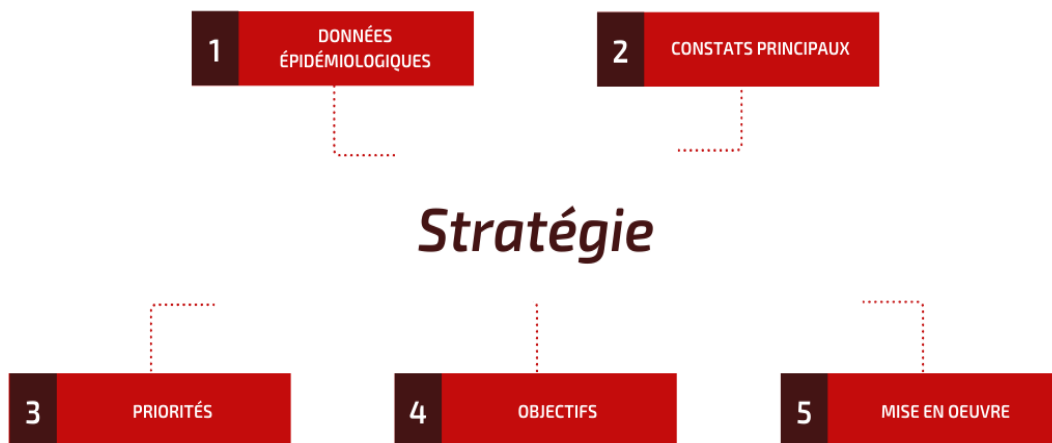 1
DONNÉES
ÉPIDÉMIOLOGIQUES
2
CONSTATS PRINCIPAUX
Stratégie
3
PRIORITÉS
4
OBJECTIFS
5
MISE EN OEUVRE